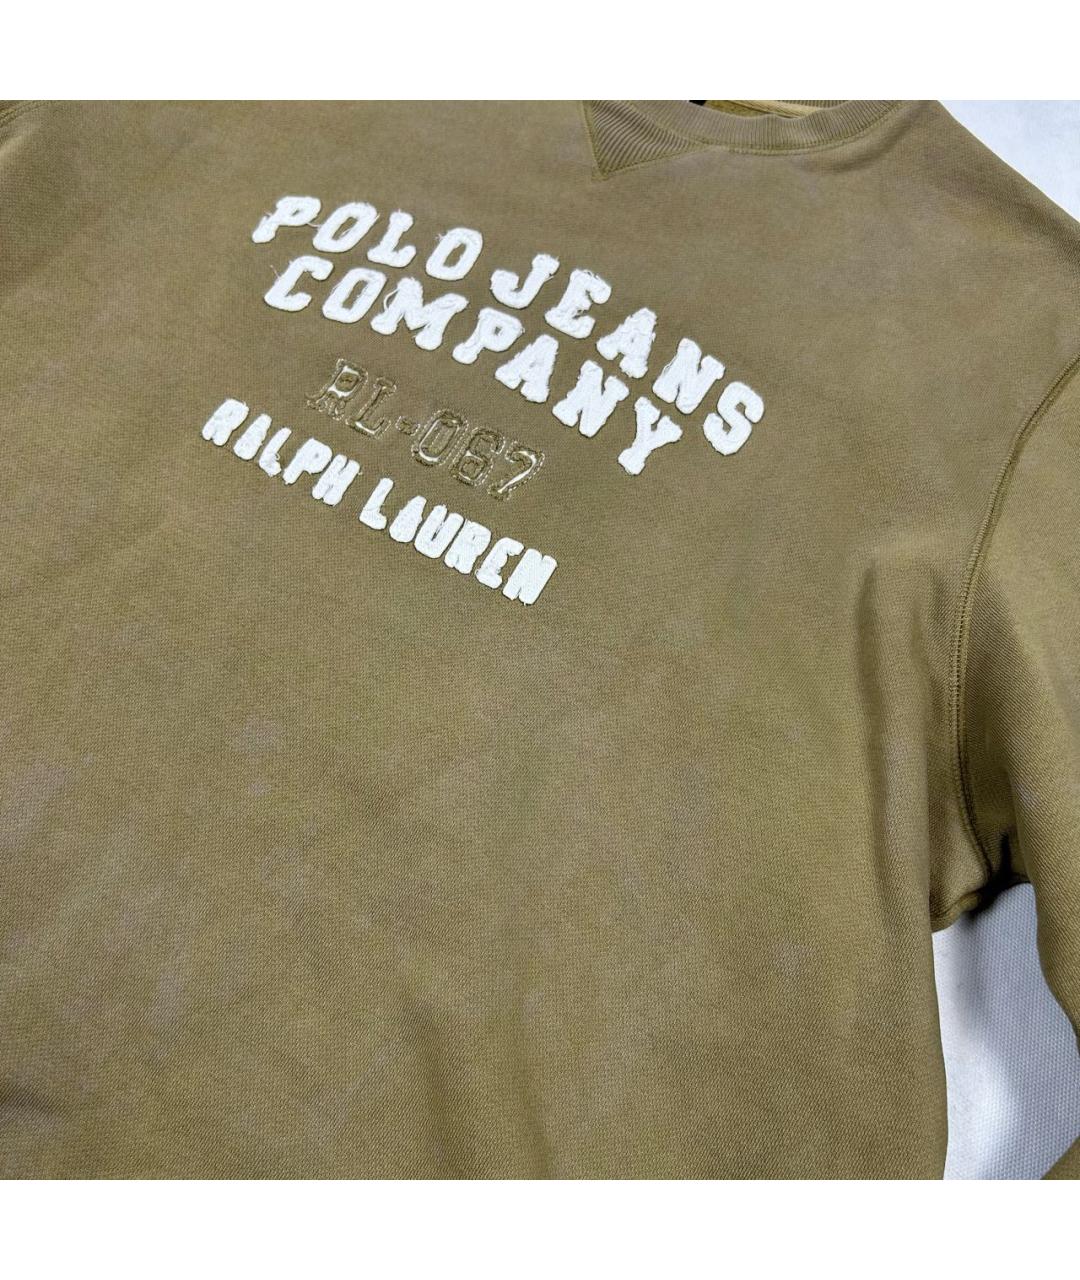 POLO JEANS
COMPANY
RL-067
RALPH LAUREN